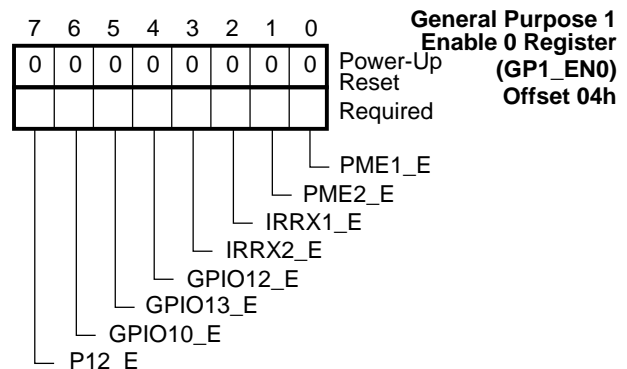 7 6 5 4 3 2 1 0
General Purpose 1
Enable 0 Register
(GP1_EN0)
Offset 04h
0 0 0 0 0 0 0 0 Power-Up
Reset
Required
PME1_E
PME2_E
IRRX1_E
IRRX2_E
GPIO12_E
GPIO13_E
GPIO10_E
P12_E